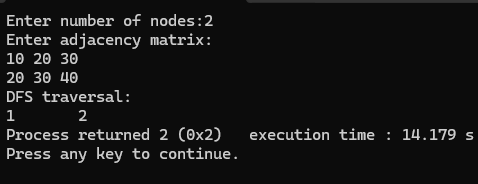 Enter number of nodes:2
Enter adjacency matrix:
10 20 30
20 30 40
DFS traversal:
1       2
Process returned 2 (0x2)   execution time : 14.179 s
Press any key to continue.